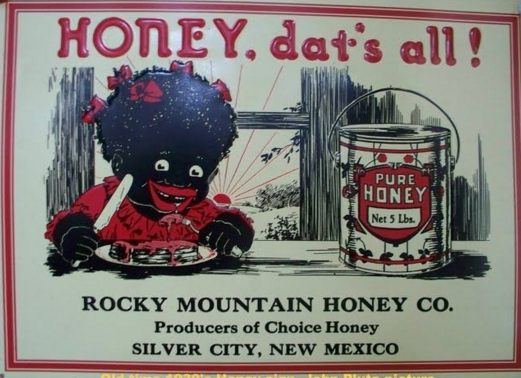 HONEY, dat's all!
PURE
HONEY
Net 5 Lbs.
ROCKY MOUNTAIN HONEY CO.
Producers of Choice Honey
SILVER CITY, NEW MEXICO